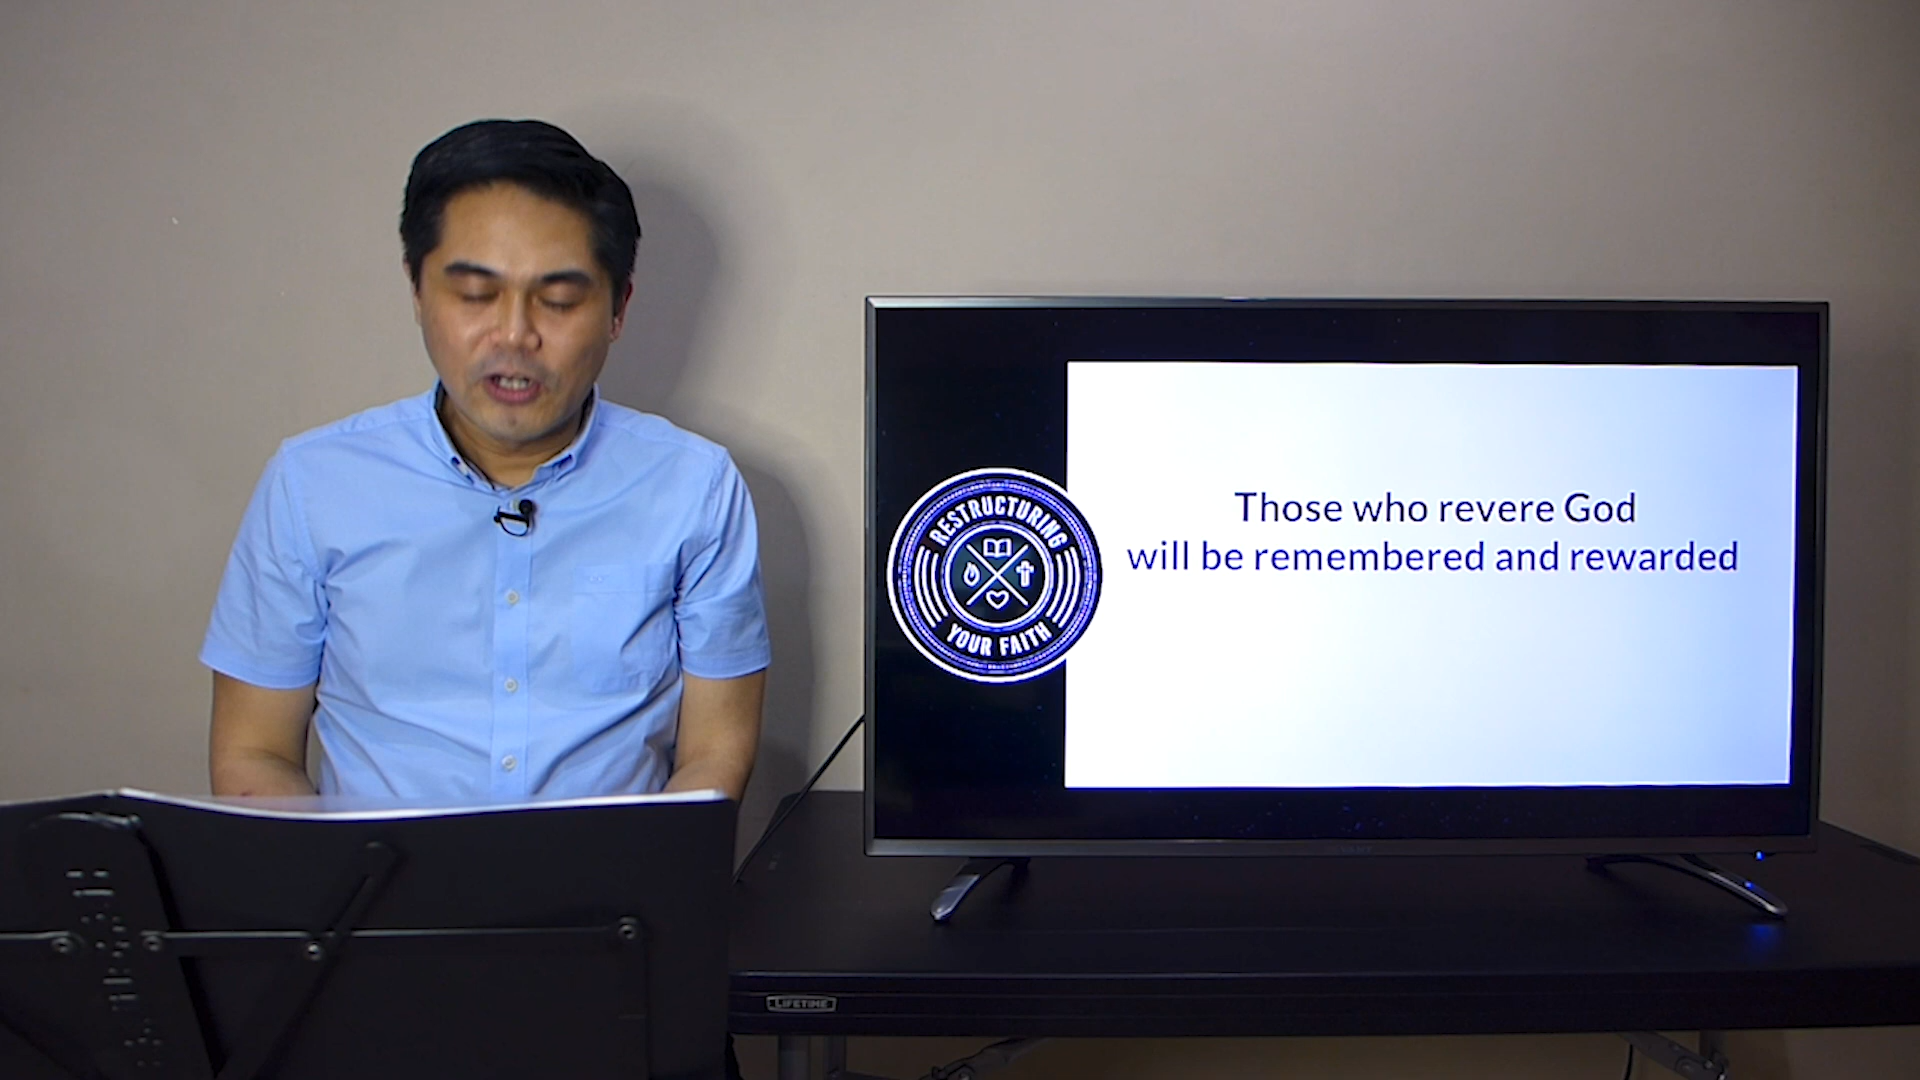 RESTRUCTURING
YOUR FAITH
Those who revere God
will be remembered and rewarded
LIFETIME